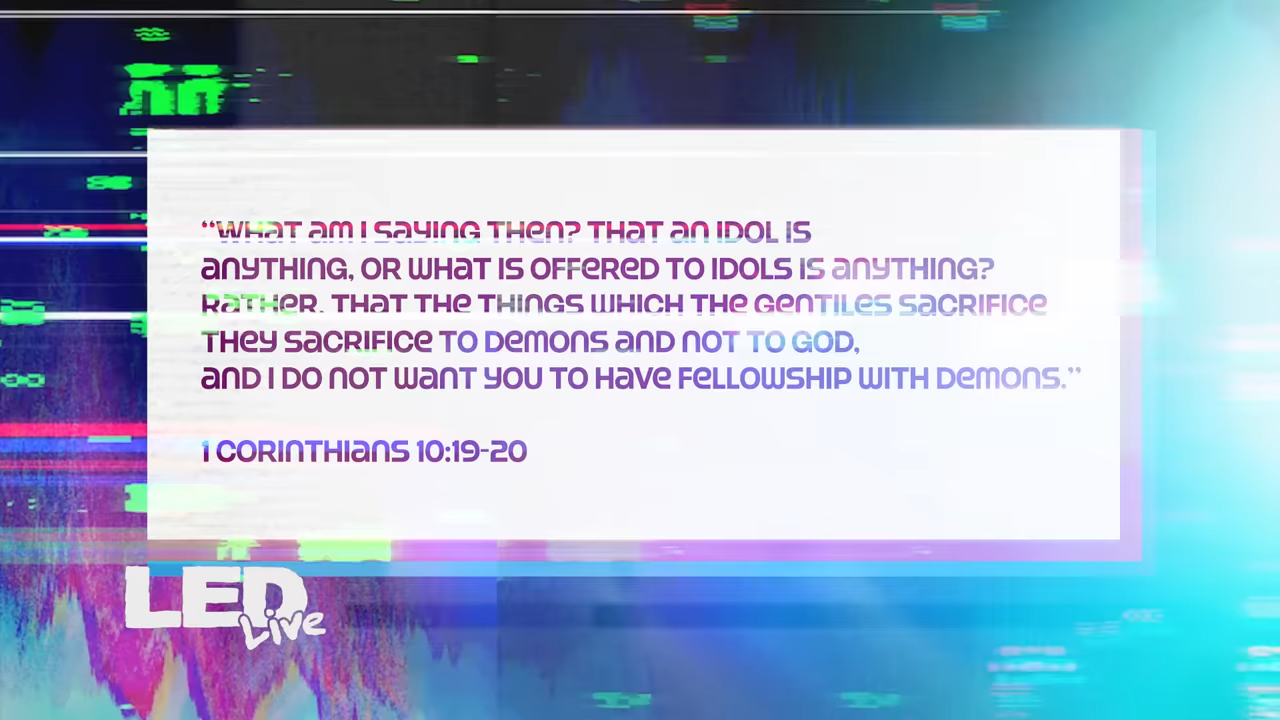 “WHAT AM I SAYING THEN? THAT AN IDOL IS
ANYTHING, OR WHAT IS OFFERED TO IDOLS IS ANYTHING?
RATHER, THAT THE THINGS WHICH THE GENTILES SACRIFICE
THEY SACRIFICE TO DEMONS AND NOT TO GOD,
AND I DO NOT WANT YOU TO HAVE FELLOWSHIP WITH DEMONS.”
1 CORINTHIANS 10:19-20
LED
Live